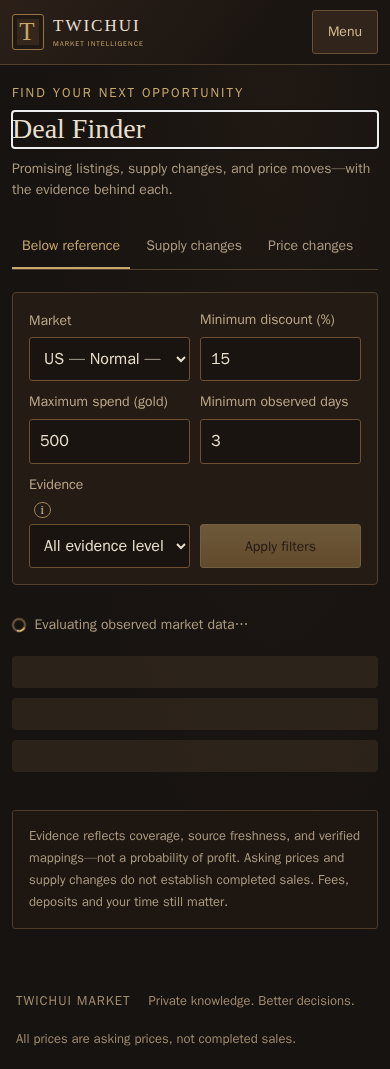 T
TWICHUI
MARKET INTELLIGENCE
Menu
FIND YOUR NEXT OPPORTUNITY
Deal Finder
Promising listings, supply changes, and price moves—with
the evidence behind each.
Below reference
Supply changes
Price changes
Market
Minimum discount (%)
US — Normal —
15
Maximum spend (gold)
Minimum observed days
500
3
Evidence
i
All evidence level
Apply filters
Evaluating observed market data…
Evidence reflects coverage, source freshness, and verified
mappings—not a probability of profit. Asking prices and
supply changes do not establish completed sales. Fees,
deposits and your time still matter.
TWICHUI MARKET
Private knowledge. Better decisions.
All prices are asking prices, not completed sales.